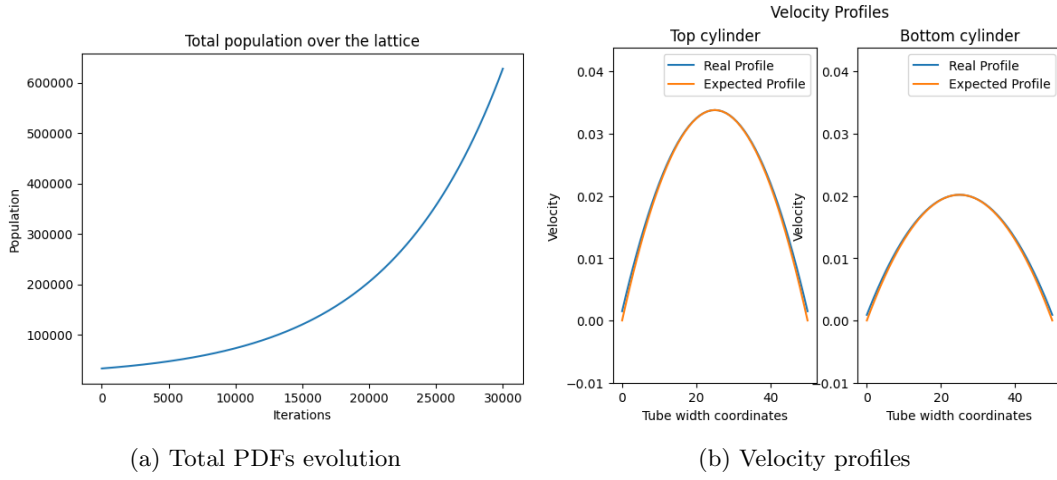 Total population over the lattice
600000
500000
400000
300000
200000
100000
Population
0 5000 10000 15000 20000 25000 30000
Iterations
(a) Total PDFs evolution
Velocity Profiles
Top cylinder
Real Profile
Expected Profile
0.04
0.03
0.02
0.01
0.00
−0.01
Velocity
0 20 40
Tube width coordinates
Bottom cylinder
Real Profile
Expected Profile
0.04
0.03
0.02
0.01
0.00
−0.01
Velocity
0 20 40
Tube width coordinates
(b) Velocity profiles